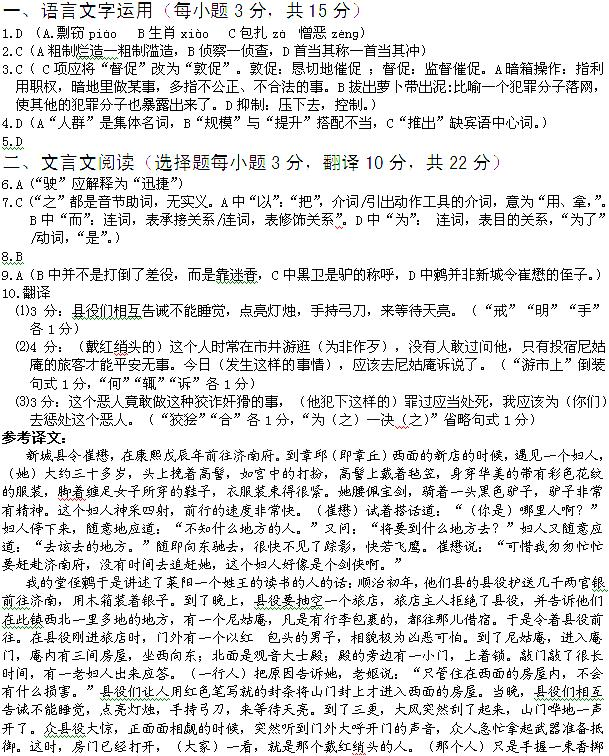 一、语言文字运用（每小题3分，共15分）
1.D（A.剽窃 piāo　B生肖 xiào　C包扎 zā　憎恶 zēng）
2.C（A粗制烂造—粗制滥造，B侦察—侦查，D首当其称—首当其冲）
3.C（ C项应将“督促”改为“敦促”。敦促：恳切地催促 ；督促：监督催促。A暗箱操作：指利
用职权，暗地里做某事，多指不公正、不合法的事。B拔出萝卜带出泥：比喻一个犯罪分子落网，
使其他的犯罪分子也暴露出来了。D抑制：压下去，控制。）
4.D（A“人群”是集体名词，B“规模”与“提升”搭配不当，C“推出”缺宾语中心词。）
5.D
二、文言文阅读（选择题每小题3分，翻译10分，共22分）
6.A（“驶”应解释为“迅捷”）
7.C（“之”都是音节助词，无实义。A中“以”：“把”，介词/引出动作工具的介词，意为“用、拿，”。
B中“而”：连词，表承接关系/连词，表修饰关系”。D中“为”： 连词，表目的关系，“为了”
/动词，“是”。）
8.B
9.A（B中并不是打倒了差役，而是靠迷香，C中黑卫是驴的称呼，D中鹤并非新城令崔懋的侄子。）
10.翻译
⑴3 分：县役们相互告诫不能睡觉，点亮灯烛，手持弓刀，来等待天亮。（“戒”“明”“手”
各1分）
⑵4 分：（戴红绡头的）这个人时常在市井游逛（为非作歹），没有人敢过问他，只有投宿尼姑
庵的旅客才能平安无事。今日（发生这样的事情），应该去尼姑庵诉说了。（“游市上”倒装
句式1分，“何”“辄”“诉”各1分）
⑶3分：这个恶人竟敢做这种狡诈奸猾的事，（他犯下这样的）罪过应当处死，我应该为（你们）
去惩处这个恶人。（“狡狯”“合”各1分，“为（之）一决（之）”省略句式1分）
参考译文：
新城县令崔懋，在康熙戊辰年前往济南府。到章邱（即章丘）西面的新店的时候，遇见一个妇人，
（她）大约三十多岁，头上挽着高髻，如宫中的打扮，高髻上戴着毡笠，身穿华美的带有彩色花纹
的服装，脚着缠足女子所穿的鞋子，衣服束得很紧。她腰佩宝剑，骑着一头黑色驴子，驴子非常
有精神。这个妇人神采四射，前行的速度非常快。（崔懋）试着搭话道：“（你是）哪里人啊？”
妇人停下来，随意地应道：“不知什么地方的人。”又问：“将要到什么地方去？”妇人又随意应
道：“去该去的地方。”随即向东驰去，很快不见了踪影，快若飞鹰。崔懋说：“可惜我匆匆忙忙
要赶赴济南府，没有时间去追赶她，这个妇人好像是个剑侠啊。”
我的堂侄鹤于是讲述了莱阳一个姓王的读书的人的话：顺治初年，他们县的县役护送几千两官银
前往济南，用木箱装着银子。到了晚上，县役要抽空一个旅店，旅店主人拒绝了县役，并告诉他们
在此镇西北一里多地的地方，有一个尼姑庵，凡是有行李包裹的，都往那儿借宿。于是令着县役前
往。在县役刚进旅店时，门外有一个以红　包头的男子，相貌极为凶恶可怕。到了尼姑庵，进入庵
门，庵内有三间房屋，坐西向东；北面是观音大士殿；殿的旁边有一小门，上着锁。敲门敲了很长
时间，有一老妇人出来应答。（一行人）把原因告诉她，老妪说：“只管住在西面的房屋内，不会
有什么损害。”县役们让人用红色笔写就的封条将山门封上才进入西面的房屋。当晚，县役们相互
告诫不能睡觉，点亮灯烛，手持弓刀，来等待天亮。到了三更，大风突然刮了起来，山门哗地一声
开了。众县役大惊，正面面相觑的时候，突然听到门外大呼开门的声音，众人急忙拿起武器准备抵
御。这时，房门已经打开，（大家）一看，就是那个戴红绡头的人。（那个人）只是手握一束香掷